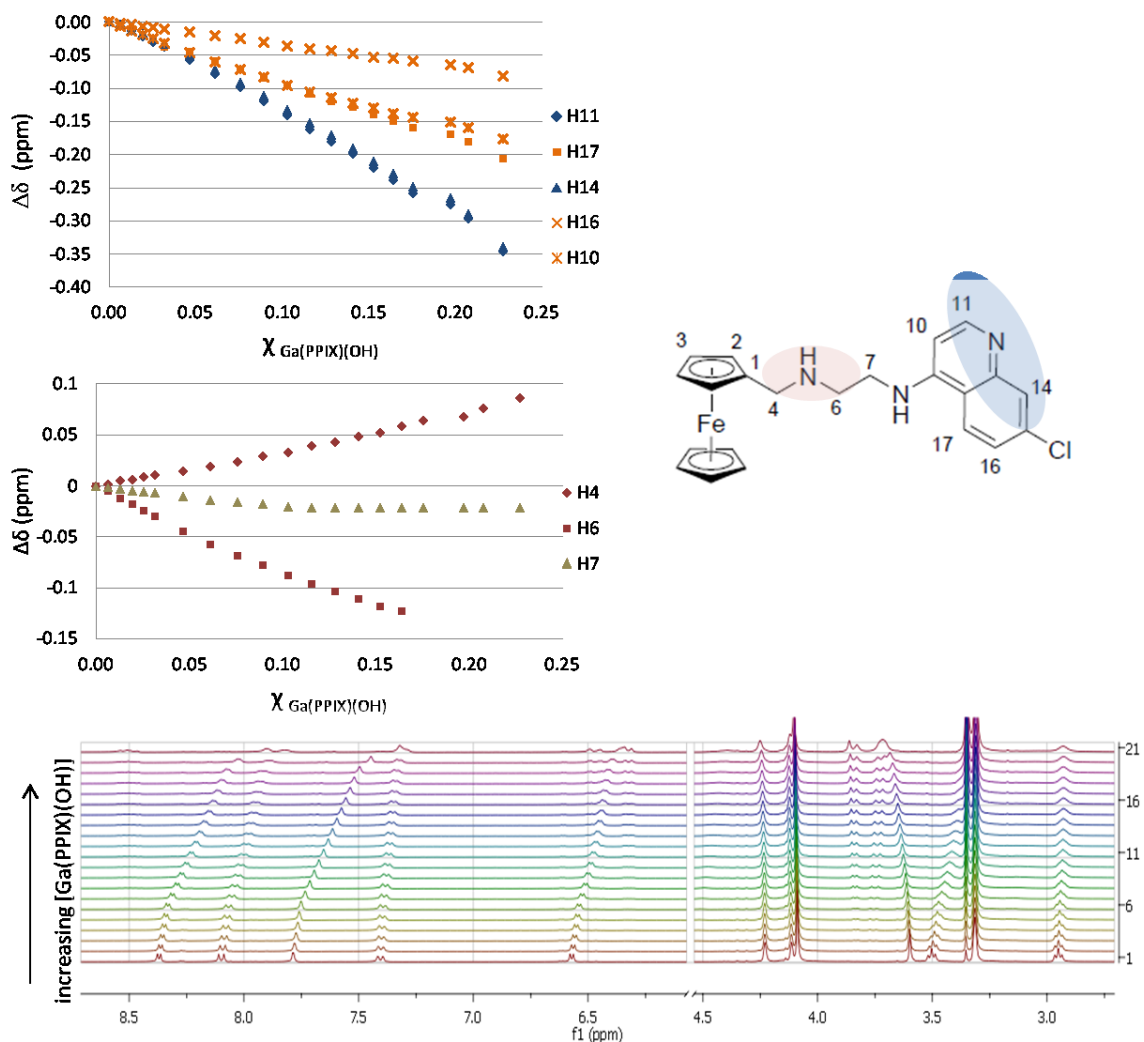 0.00
-0.05
-0.10
-0.15
-0.20
-0.25
-0.30
-0.35
-0.40
Δδ (ppm)
0.00 0.05 0.10 0.15 0.20 0.25
χ Ga(PPIX)(OH)
H11
H17
H14
H16
H10
0.1
0.05
0
-0.05
-0.1
-0.15
Δδ (ppm)
0.00 0.05 0.10 0.15 0.20 0.25
χ Ga(PPIX)(OH)
H4
H6
H7
11
10
N
3
2
H
7
1
N
14
4
6
N
H
Fe
17
Cl
16
increasing [Ga(PPIX)(OH)]
21
16
11
6
1
8.5 8.0 7.5 7.0 6.5 4.5 4.0 3.5 3.0
f1 (ppm)